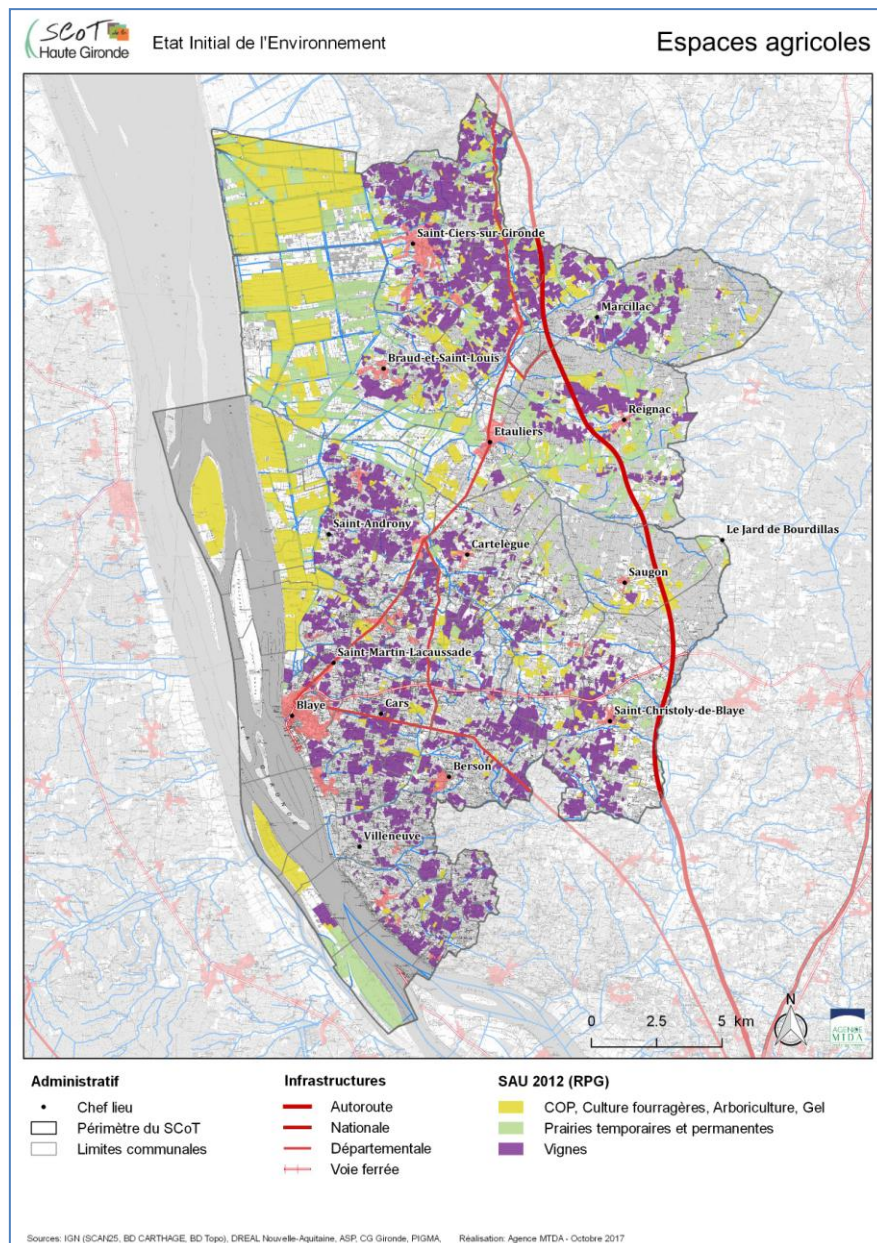 SCoT
Haute Gironde
Etat Initial de l'Environnement
Espaces agricoles
Saint-Ciers-sur-Gironde
Marcillac
Braud-et-Saint-Louis
Reignac
Etauliers
Saint-Androny
Cartelègue
Le Jard de Bourdillas
Saugon
Saint-Martin-Lacaussade
Blaye
Cars
Saint-Christoly-de-Blaye
Berson
Villeneuve
0 2.5 5 km
N
AGENCE
MTDA
Administratif
Chef lieu
Périmètre du SCoT
Limites communales
Infrastructures
Autoroute
Nationale
Départementale
Voie ferrée
SAU 2012 (RPG)
COP, Culture fourragères, Arboriculture, Gel
Prairies temporaires et permanentes
Vignes
Sources: IGN (SCAN25, BD CARTHAGE, BD Topo), DREAL Nouvelle-Aquitaine, ASP, CG Gironde, PIGMA, Réalisation: Agence MTDA - Octobre 2017